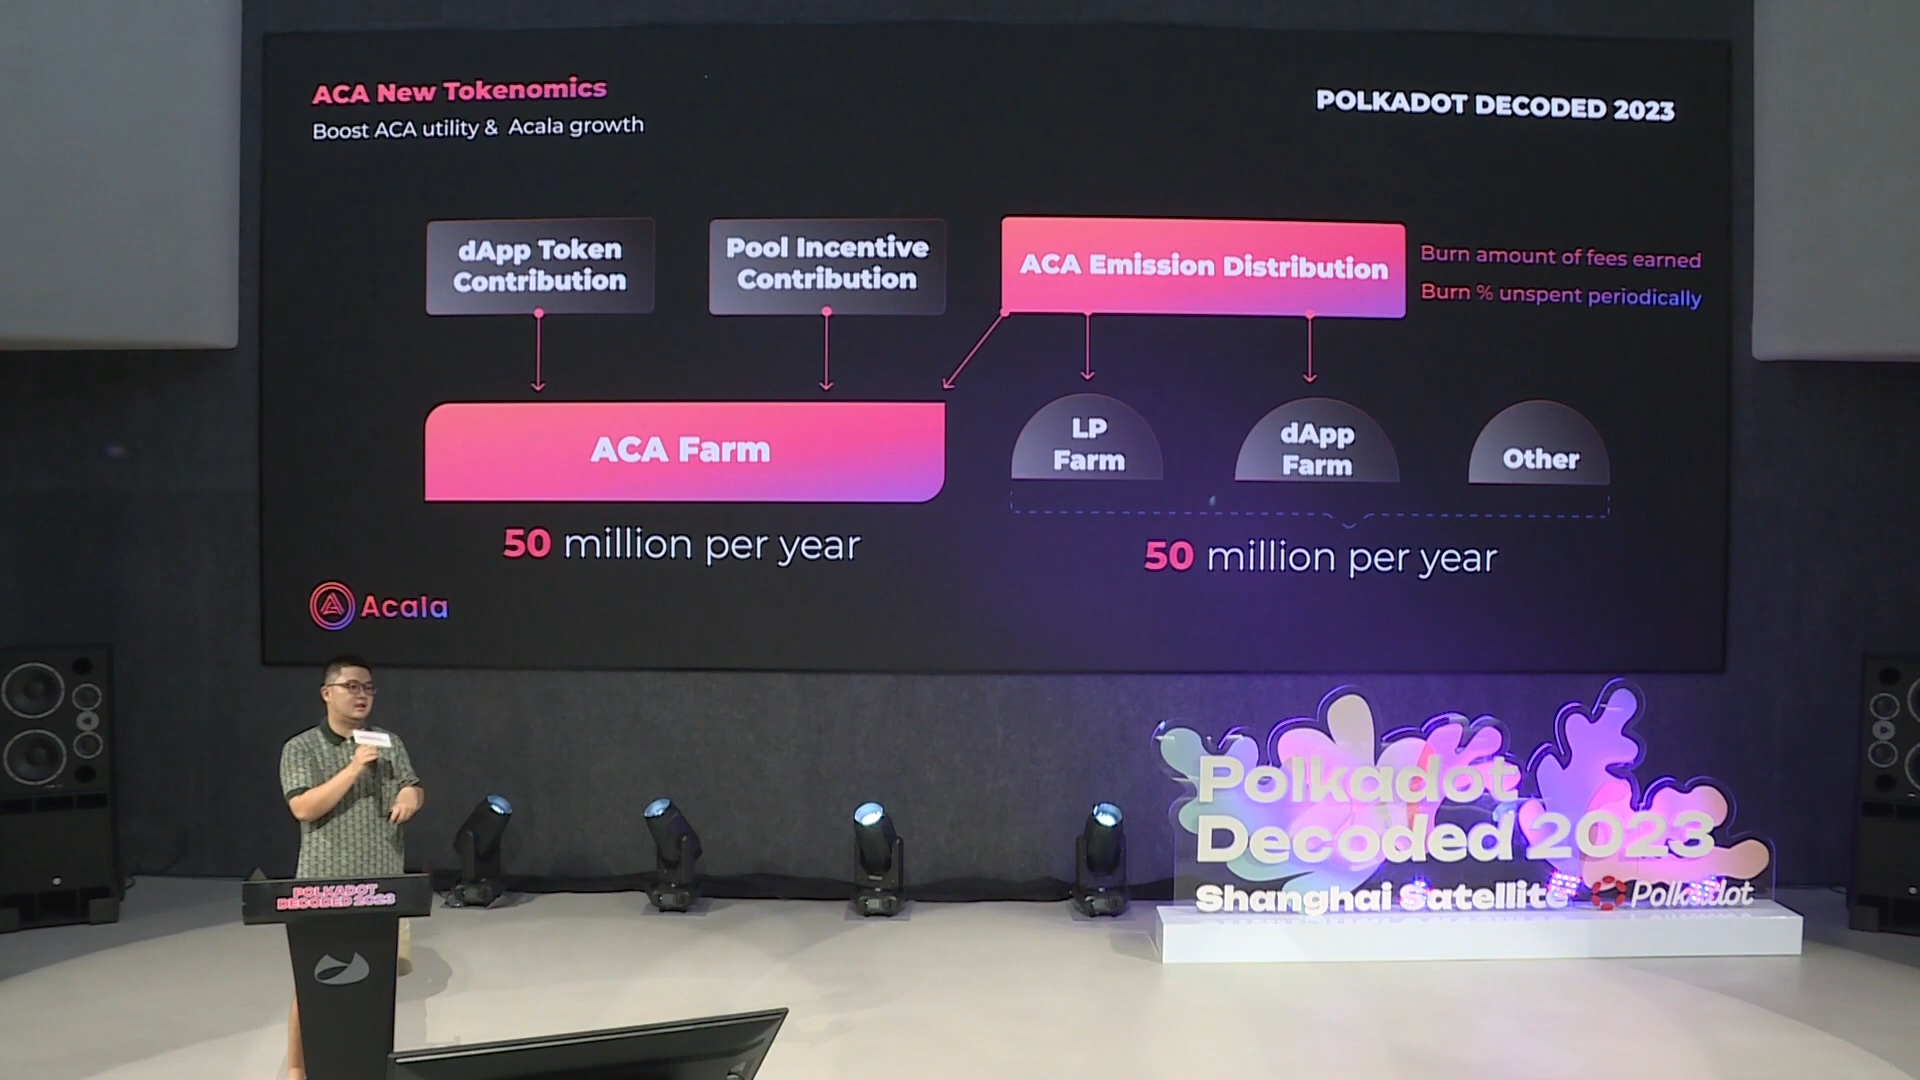 ACA New Tokenomics
Boost ACA utility & Acala growth
POLKADOT DECODED 2023
dApp Token
Contribution
Pool Incentive
Contribution
ACA Emission Distribution
Burn amount of fees earned
Burn % unspent periodically
ACA Farm
LP
Farm
dApp
Farm
Other
50 million per year
50 million per year
Acala
Polkadot
Decoded 2023
Shanghai Satellite
Polkadot
POLKADOT
DECODED 2023